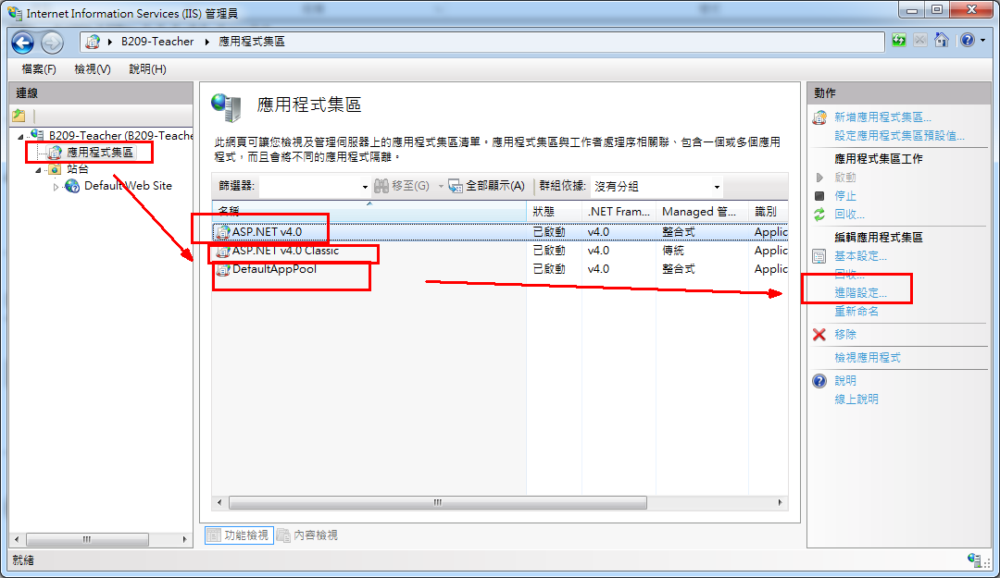 Internet Information Services (IIS) 管理員
B209-Teacher 應用程式集區
檔案(F) 檢視(V) 說明(H)
連線
B209-Teacher (B209-Teache
應用程式集區
站台
Default Web Site
應用程式集區
此網頁可讓您檢視及管理伺服器上的應用程式集區清單。應用程式集區與工作者處理序相關聯、包含一個或多個應用
程式，而且會將不同的應用程式隔離。
篩選器: 移至(G) 全部顯示(A) 群組依據: 沒有分組
名稱 狀態 .NET Fram... Managed 管... 識別
ASP.NET v4.0 已啟動 v4.0 整合式 Applic
ASP.NET v4.0 Classic 已啟動 v4.0 傳統 Applic
DefaultAppPool 已啟動 v4.0 整合式 Applic
功能檢視 內容檢視
動作
新增應用程式集區...
設定應用程式集區預設值...
應用程式集區工作
啟動
停止
回收...
編輯應用程式集區
基本設定...
回收...
進階設定...
重新命名
移除
檢視應用程式
說明
線上說明
就緒